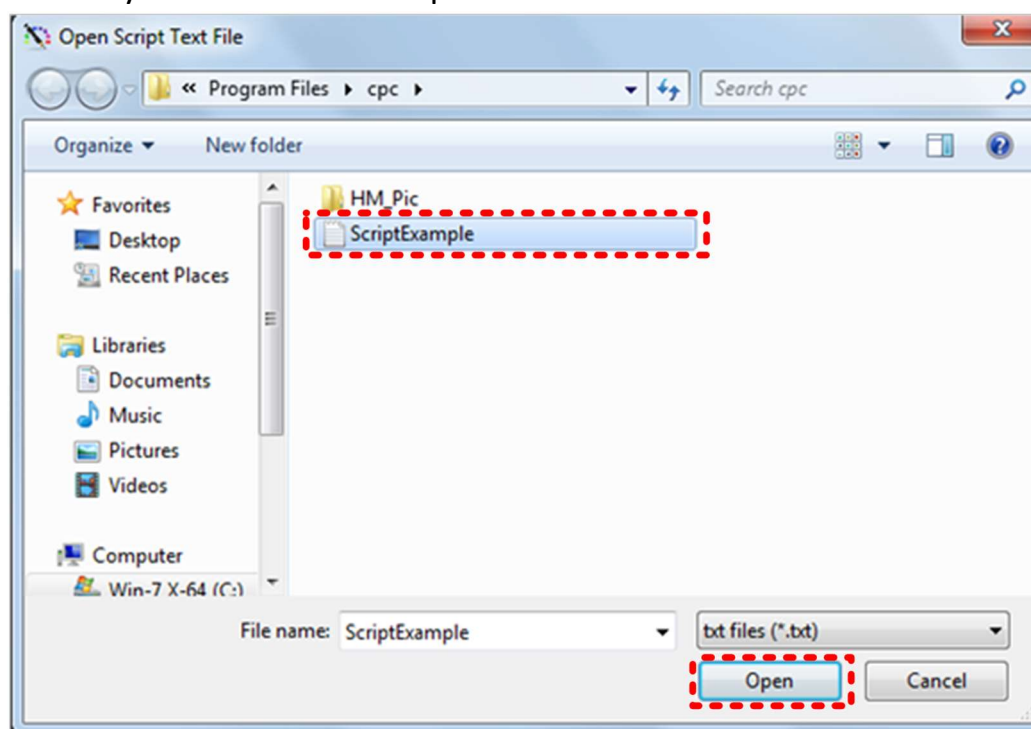 Open Script Text File
« Program Files ▸ cpc ▸
Search cpc
Organize ▾ New folder
Favorites
Desktop
Recent Places
Libraries
Documents
Music
Pictures
Videos
Computer
Win-7 X-64 (C:)
HM_Pic
ScriptExample
File name: ScriptExample
txt files (*.txt)
Open Cancel